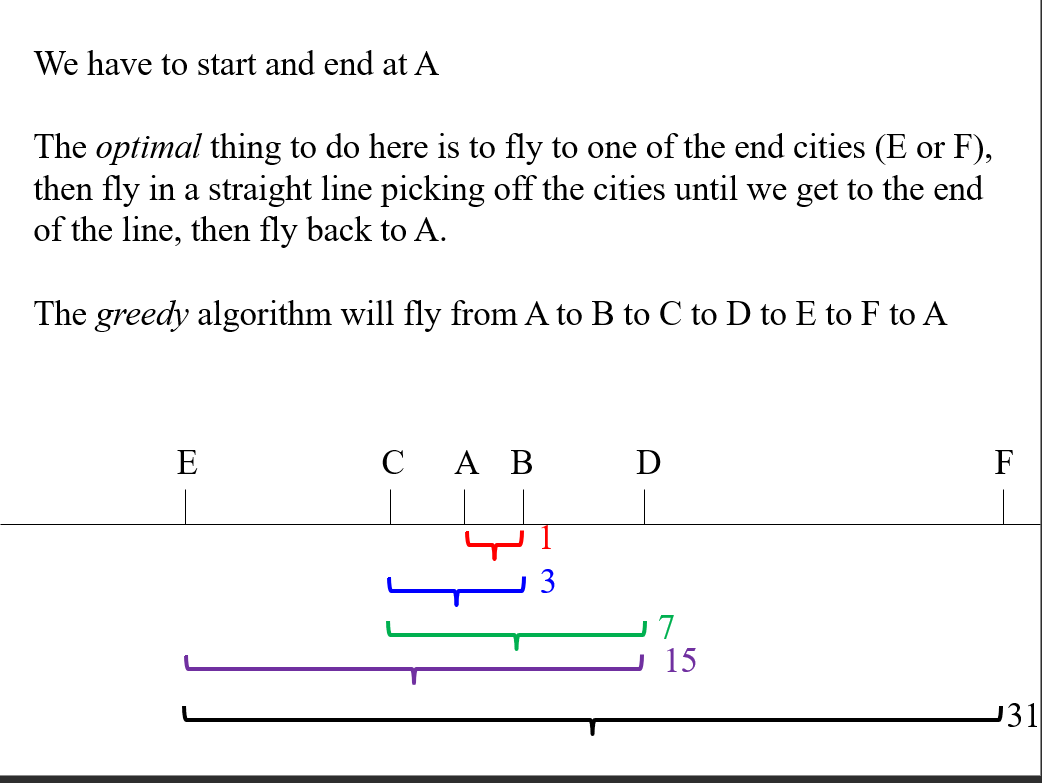 We have to start and end at A
The optimal thing to do here is to fly to one of the end cities (E or F),
then fly in a straight line picking off the cities until we get to the end
of the line, then fly back to A.
The greedy algorithm will fly from A to B to C to D to E to F to A
E C A B D F
1
3
7
15
31